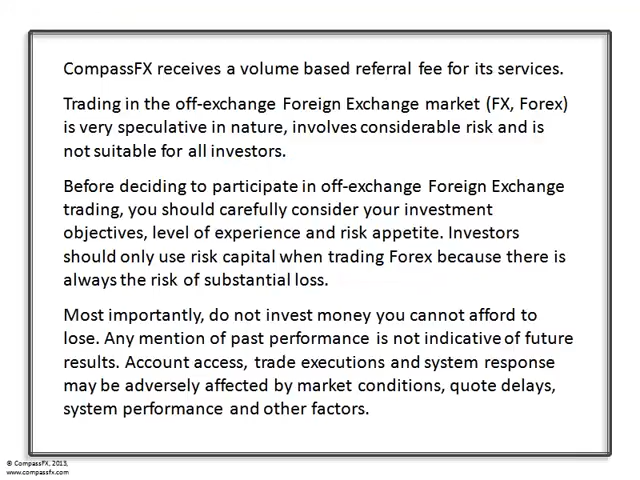 CompassFX receives a volume based referral fee for its services.
Trading in the off-exchange Foreign Exchange market (FX, Forex)
is very speculative in nature, involves considerable risk and is
not suitable for all investors.
Before deciding to participate in off-exchange Foreign Exchange
trading, you should carefully consider your investment
objectives, level of experience and risk appetite. Investors
should only use risk capital when trading Forex because there is
always the risk of substantial loss.
Most importantly, do not invest money you cannot afford to
lose. Any mention of past performance is not indicative of future
results. Account access, trade executions and system response
may be adversely affected by market conditions, quote delays,
system performance and other factors.
© CompassFX, 2013,
www.compassfx.com